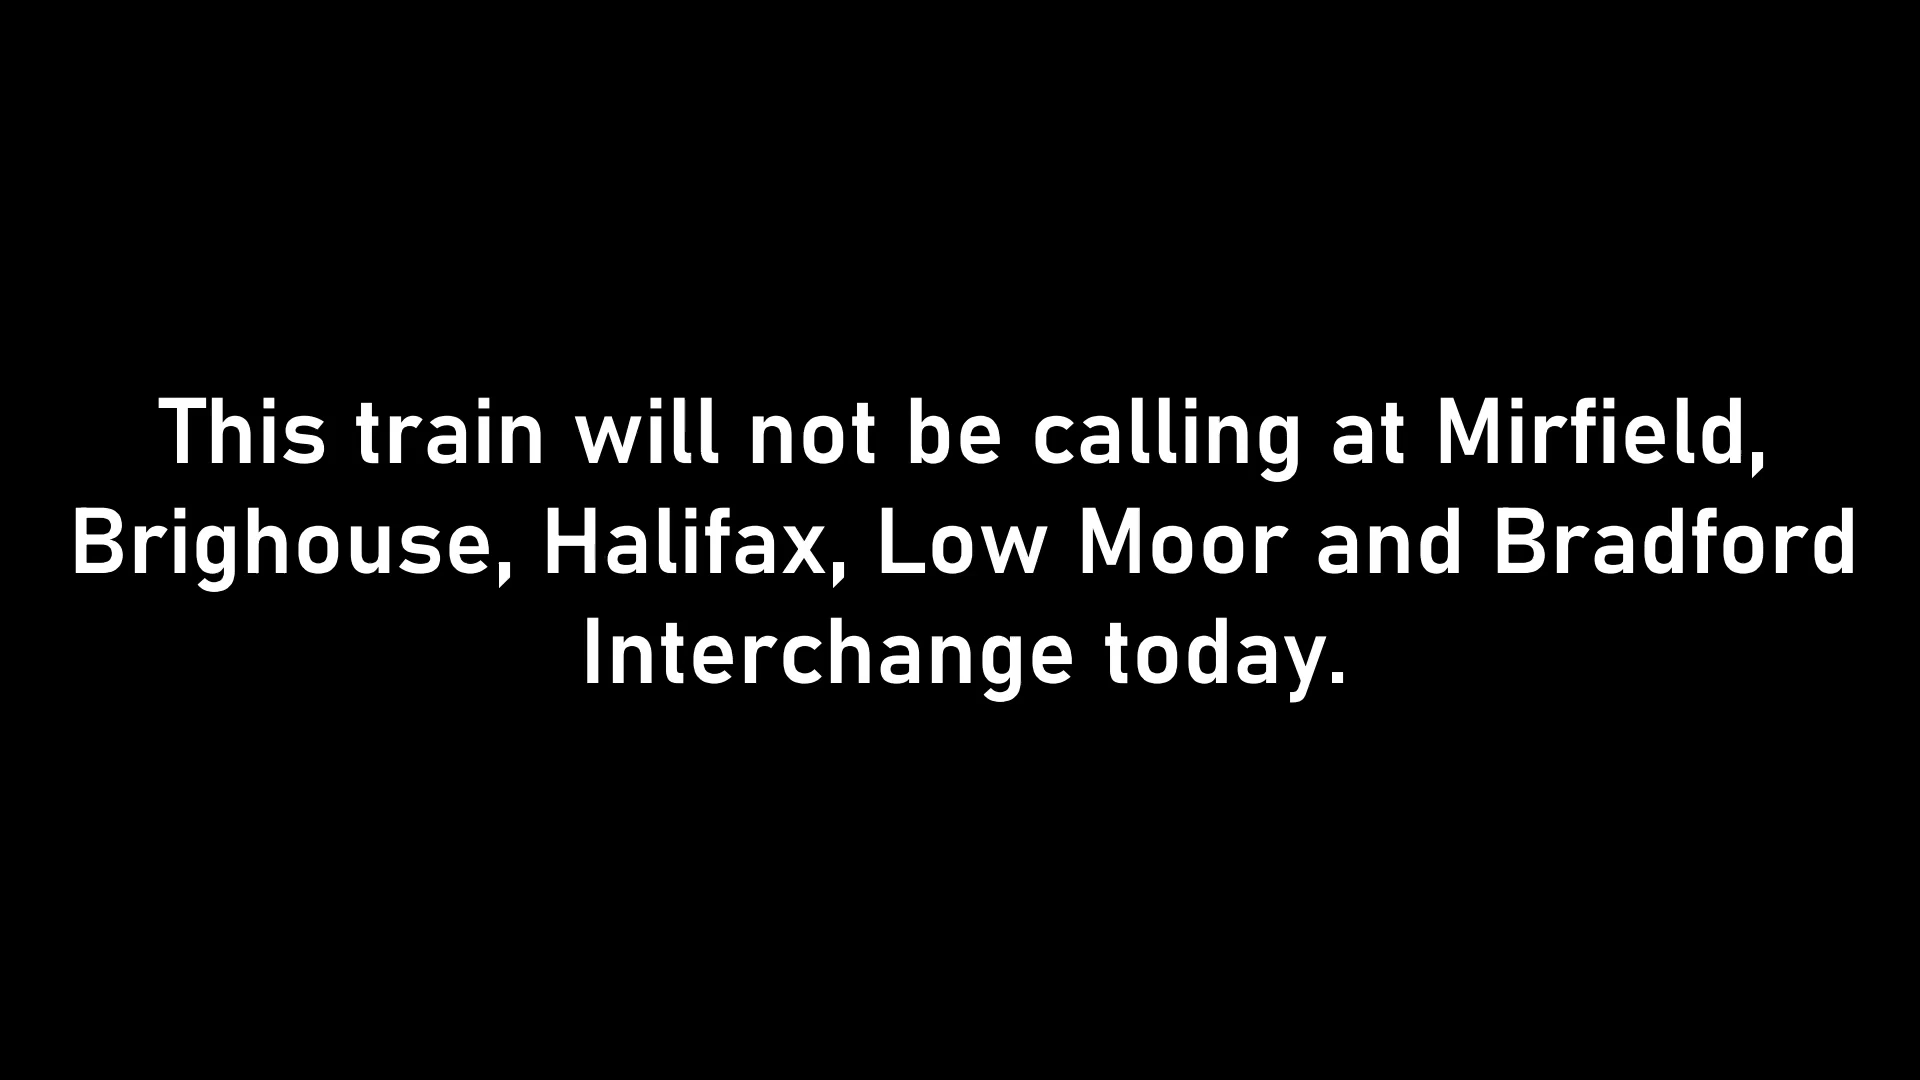 This train will not be calling at Mirfield,
Brighouse, Halifax, Low Moor and Bradford
Interchange today.